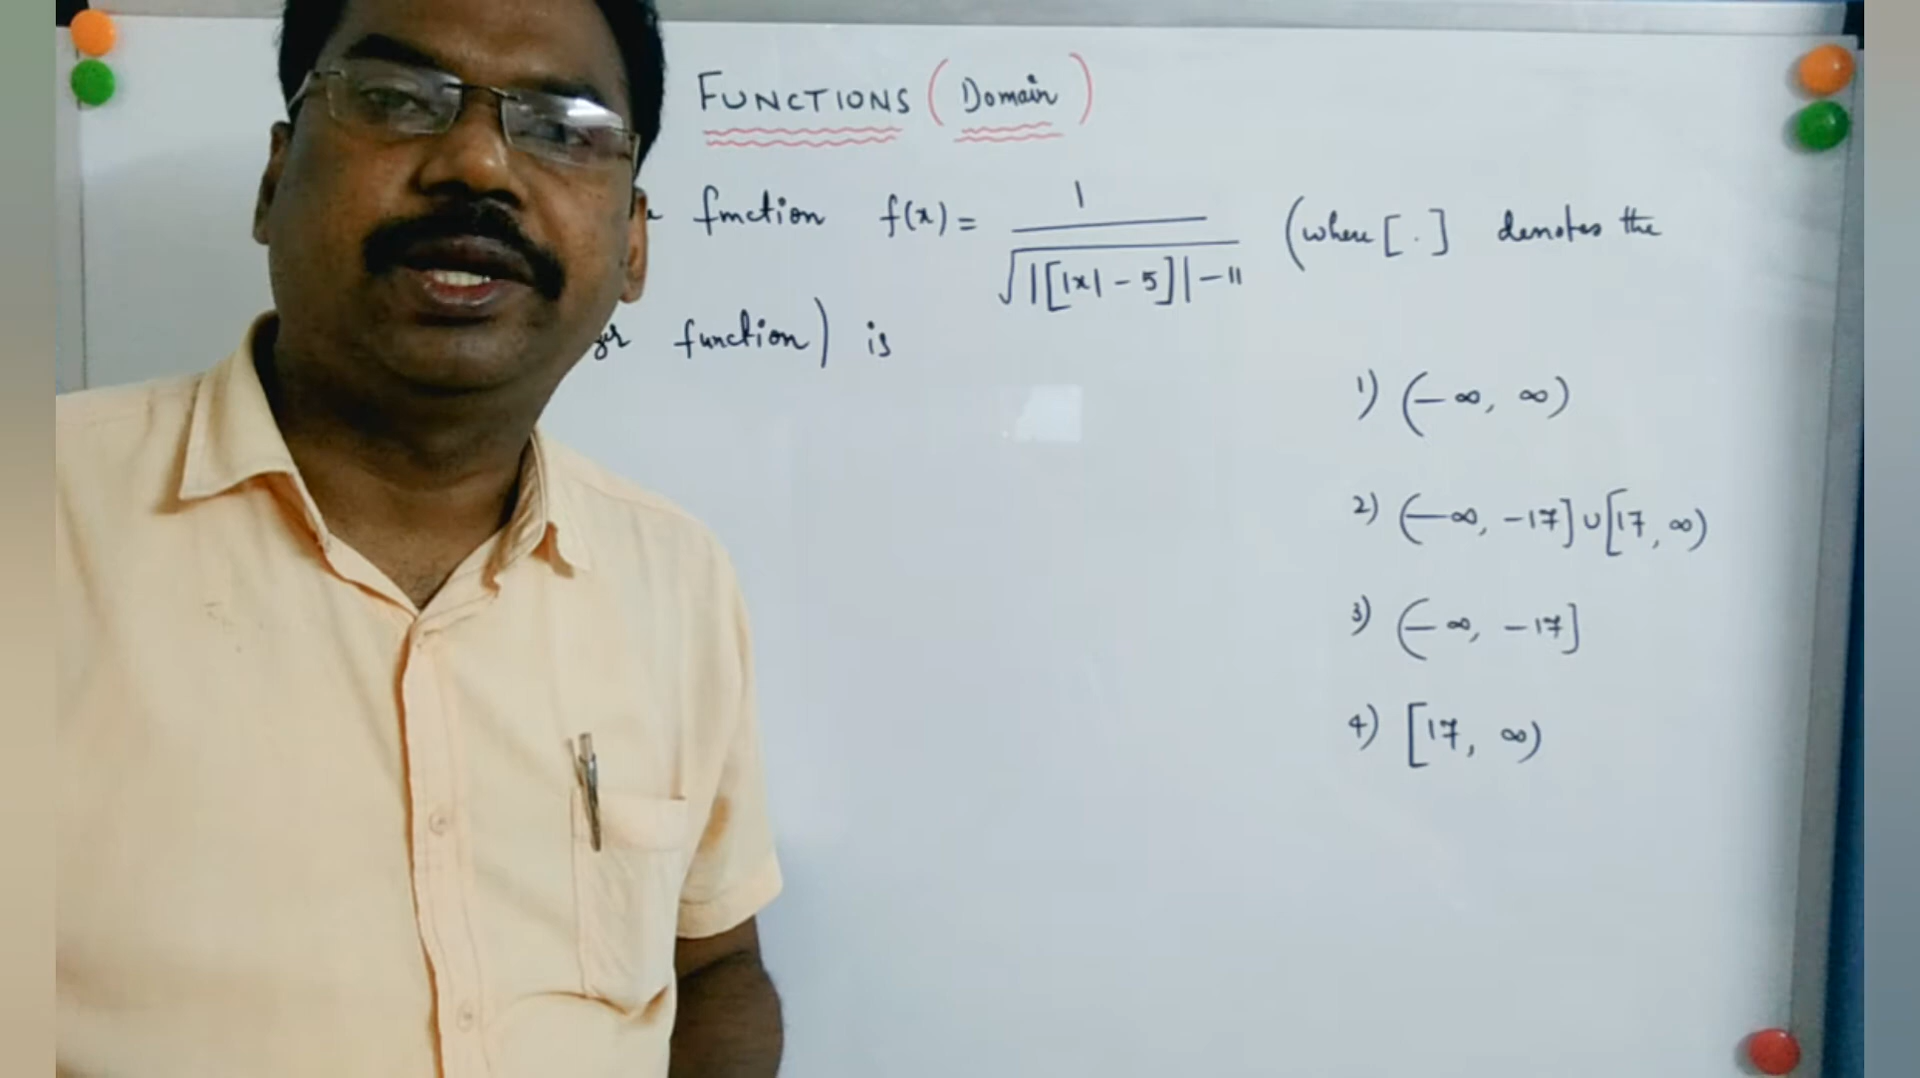 FUNCTIONS (Domain)
function f(x) = 1 / √|[|x| - 5]| - 11 (where [.] denotes the
function) is
1) (-∞, ∞)
2) (-∞, -17] ∪ [17, ∞)
3) (-∞, -17]
4) [17, ∞)